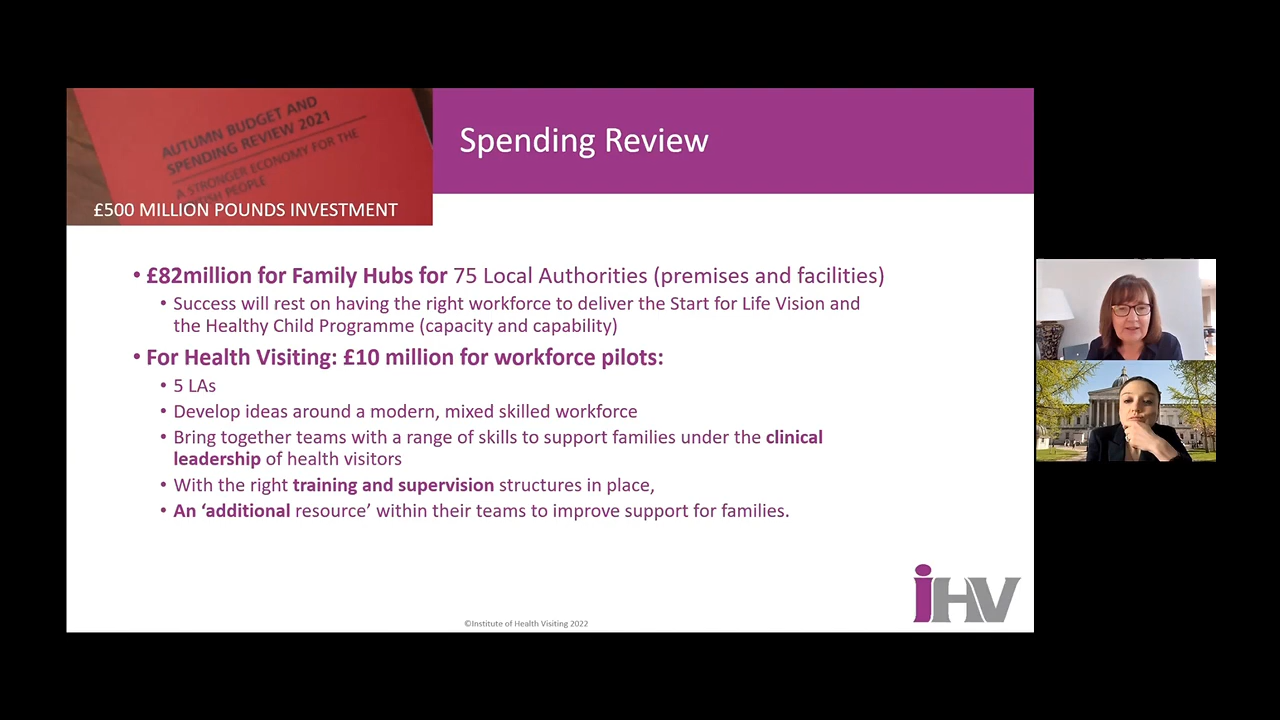 AUTUMN BUDGET AND
SPENDING REVIEW 2021
A STRONGER ECONOMY FOR THE
PEOPLE
£500 MILLION POUNDS INVESTMENT
Spending Review
• £82million for Family Hubs for 75 Local Authorities (premises and facilities)
• Success will rest on having the right workforce to deliver the Start for Life Vision and
the Healthy Child Programme (capacity and capability)
• For Health Visiting: £10 million for workforce pilots:
• 5 LAs
• Develop ideas around a modern, mixed skilled workforce
• Bring together teams with a range of skills to support families under the clinical
leadership of health visitors
• With the right training and supervision structures in place,
• An ‘additional resource’ within their teams to improve support for families.
iHV
©Institute of Health Visiting 2022